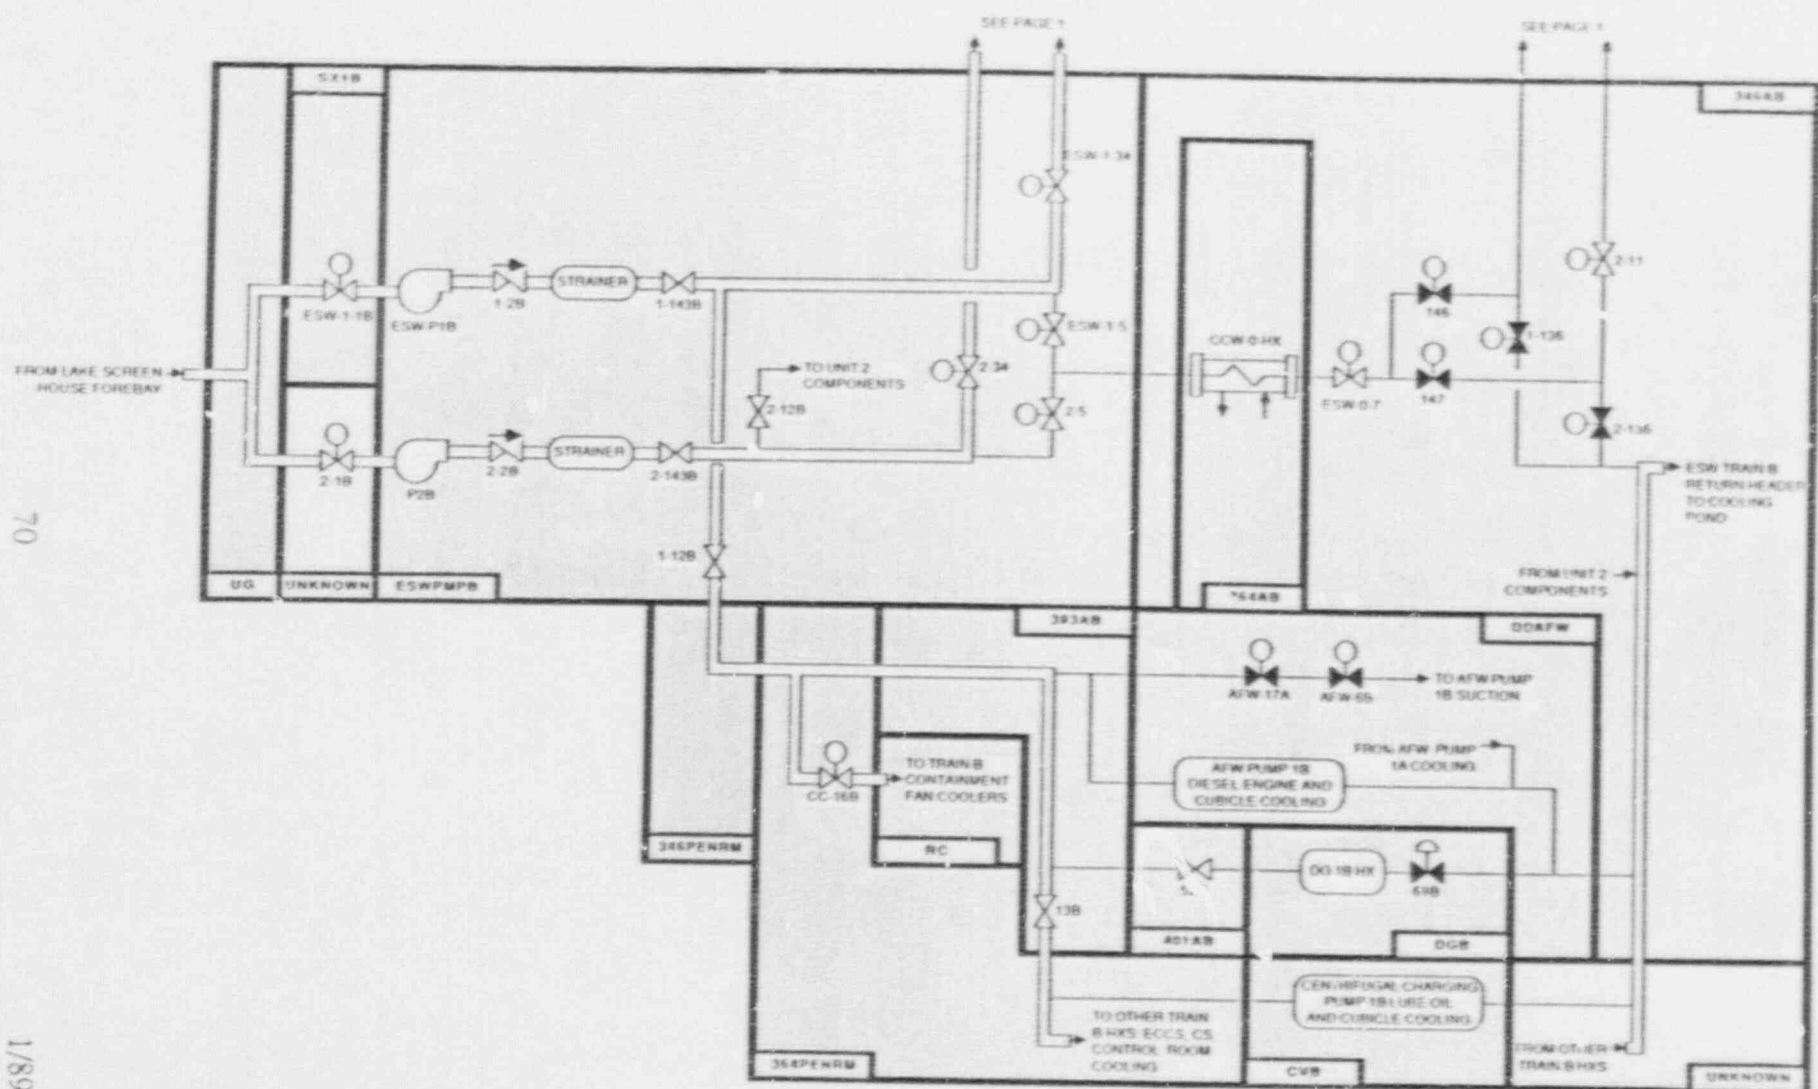 SEE PAGE 1
SEE PAGE 1
SX1B
346AB
ESW-1-34
2-11
STRAINER
146
ESW-1-1B
ESW-P1B
1-2B
1-143B
ESW-1-5
CCW-0-HX
1-136
FROM LAKE SCREEN
HOUSE FOREBAY
TO UNIT 2
COMPONENTS
2-34
2-12B
2-5
ESW-0-7
147
2-136
STRAINER
2-1B
P2B
2-2B
2-143B
ESW TRAIN B
RETURN HEADER
TO COOLING
POND
70
1-12B
FROM UNIT 2
COMPONENTS
UG
UNKNOWN
ESWPMPB
364AB
383AB
DDAFW
AFW-17A
TO AFW PUMP
1B SUCTION
FROM AFW PUMP
1A COOLING
TO TRAIN B
CONTAINMENT
FAN COOLERS
CC-16B
AFW PUMP 1B
DIESEL ENGINE AND
CUBICLE COOLING
346PENRM
RC
DG-1B-HX
13B
401AB
DGB
CENTRIFUGAL CHARGING
PUMP 1B LUBE OIL
AND CUBICLE COOLING
TO OTHER TRAIN
B HXS: ECCS, CS
CONTROL ROOM
COOLING
FROM OTHER
TRAIN B HXS
364PENRM
CVB
UNKNOWN
1/89